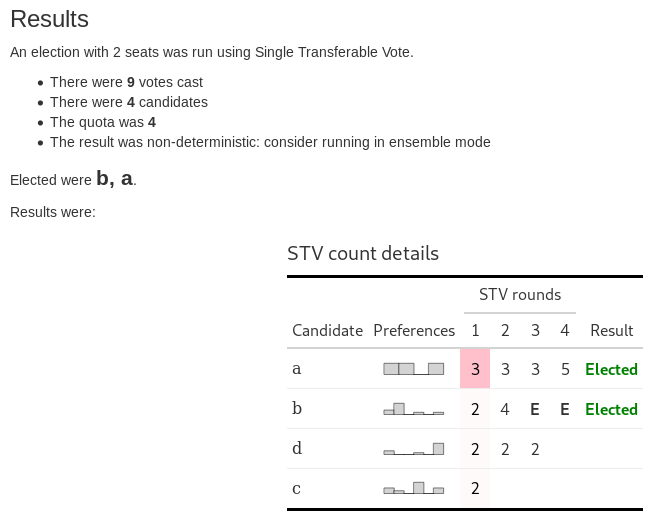 Results
An election with 2 seats was run using Single Transferable Vote.
• There were 9 votes cast
• There were 4 candidates
• The quota was 4
• The result was non-deterministic: consider running in ensemble mode
Elected were b, a.
Results were:
STV count details
STV rounds
Candidate Preferences 1 2 3 4 Result
a 3 3 3 5 Elected
b 2 4 E E Elected
d 2 2 2
c 2